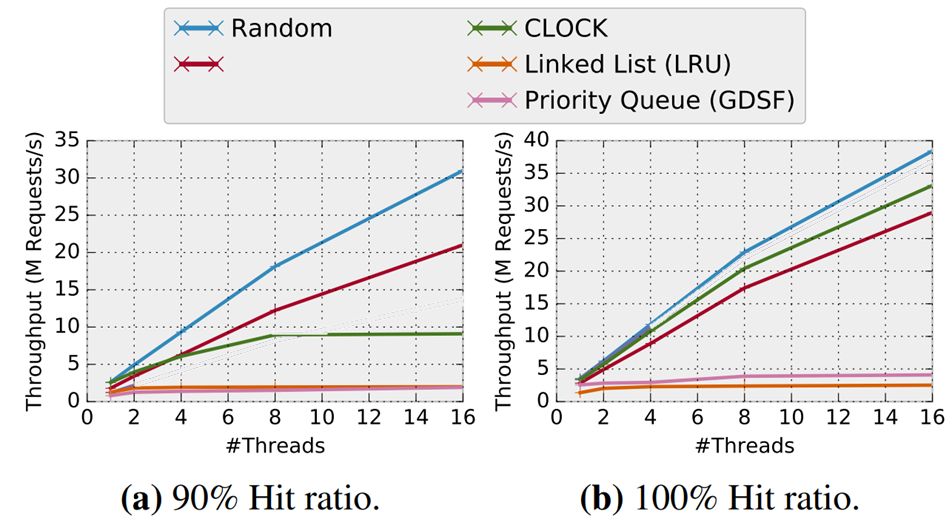 Random
CLOCK
Linked List (LRU)
Priority Queue (GDSF)
Throughput (M Requests/s)
35
30
25
20
15
10
5
0
0 2 4 6 8 10 12 14 16
#Threads
(a) 90% Hit ratio.
Throughput (M Requests/s)
40
35
30
25
20
15
10
5
0
0 2 4 6 8 10 12 14 16
#Threads
(b) 100% Hit ratio.